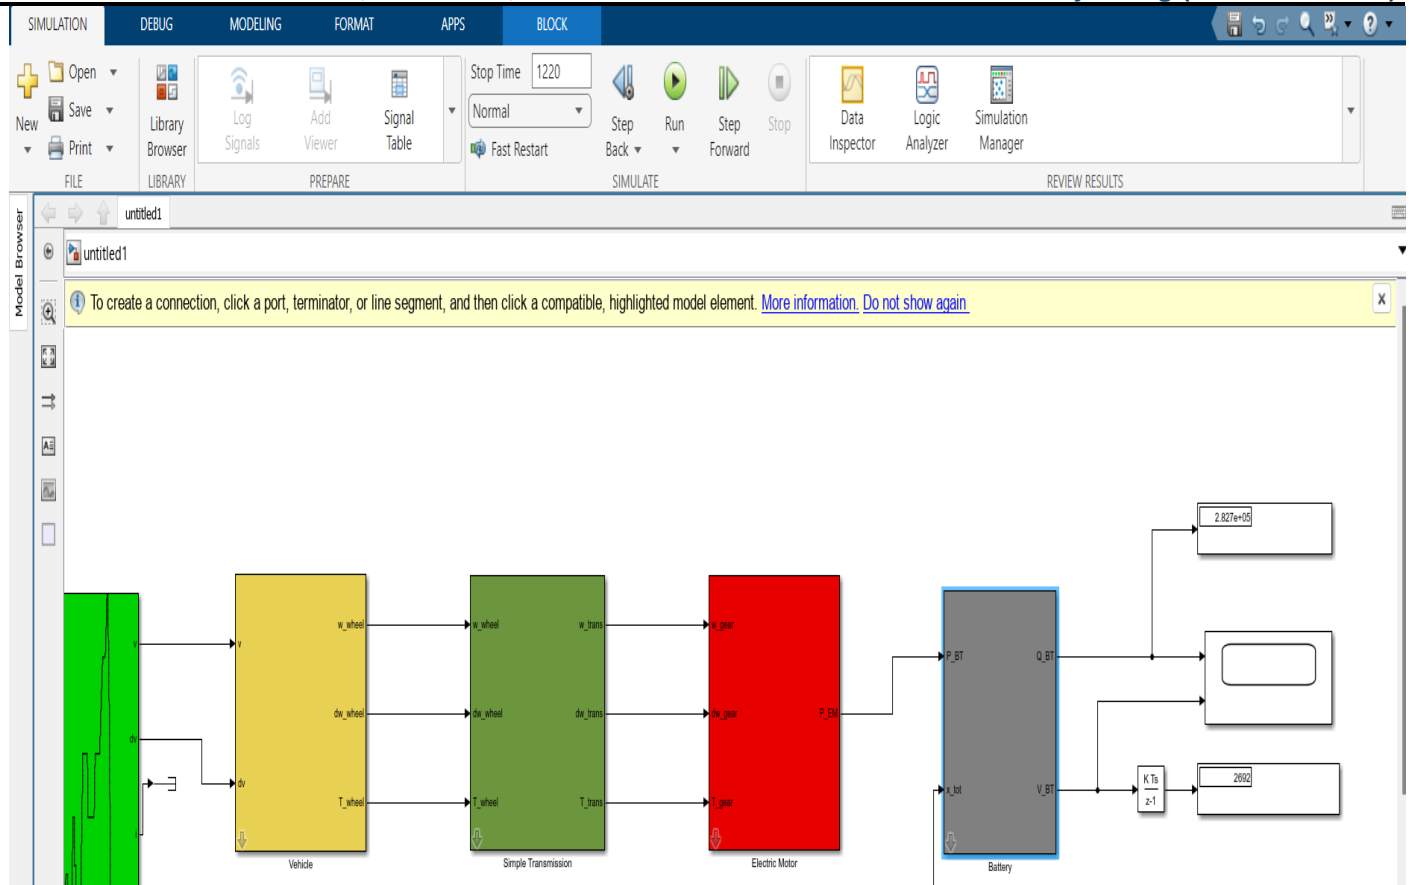 SIMULATION DEBUG MODELING FORMAT APPS BLOCK
New
Open
Save
Print
FILE
Library
Browser
LIBRARY
Log
Signals
Add
Viewer
Signal
Table
PREPARE
Stop Time 1220
Normal
Fast Restart
Step
Back
Run
Step
Forward
Stop
SIMULATE
Data
Inspector
Logic
Analyzer
Simulation
Manager
REVIEW RESULTS
Model Browser
untitled1
untitled1
To create a connection, click a port, terminator, or line segment, and then click a compatible, highlighted model element. More information. Do not show again x
v
dv
i
v
dv
w_wheel
dw_wheel
T_wheel
Vehicle
w_wheel
dw_wheel
T_wheel
w_trans
dw_trans
T_trans
Simple Transmission
w_gear
dw_gear
T_gear
P_EM
Electric Motor
P_BT
x_tot
Q_BT
V_BT
Battery
2.827e+05
K Ts
z-1
2692